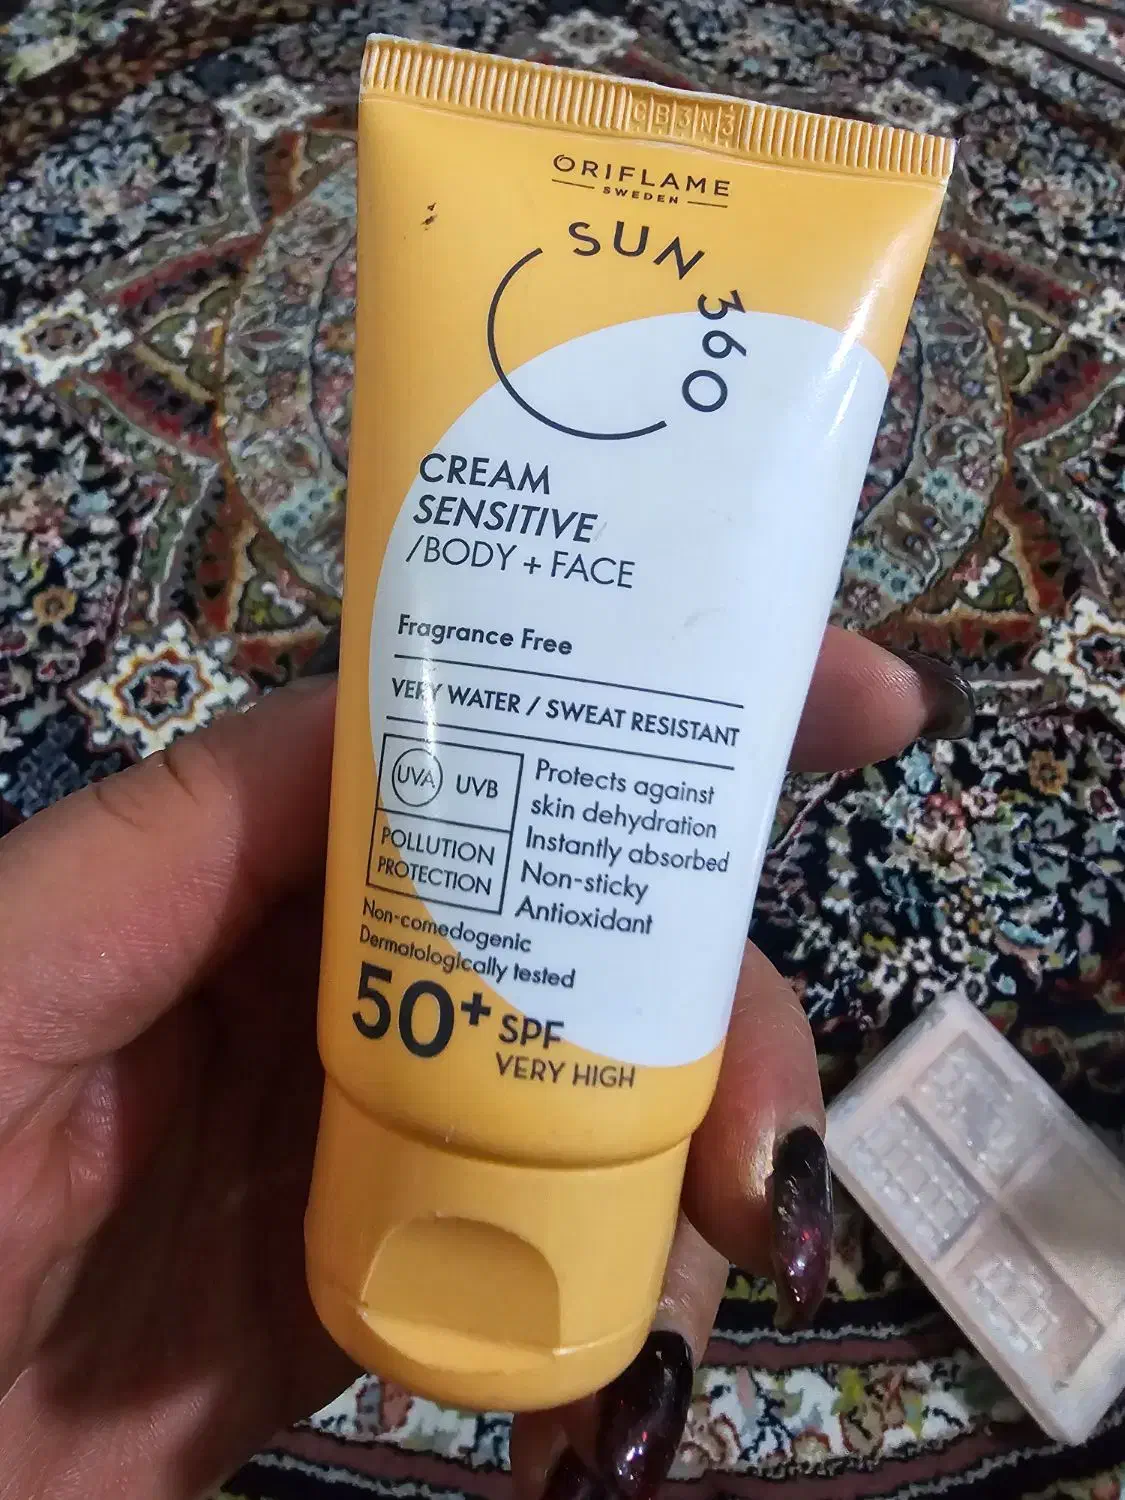 CB3N3
ORIFLAME
SWEDEN
SUN 360
CREAM
SENSITIVE
/BODY + FACE
Fragrance Free
VERY WATER / SWEAT RESISTANT
UVA UVB
POLLUTION
PROTECTION
Protects against
skin dehydration
Instantly absorbed
Non-sticky
Antioxidant
Non-comedogenic
Dermatologically tested
50+ SPF
VERY HIGH